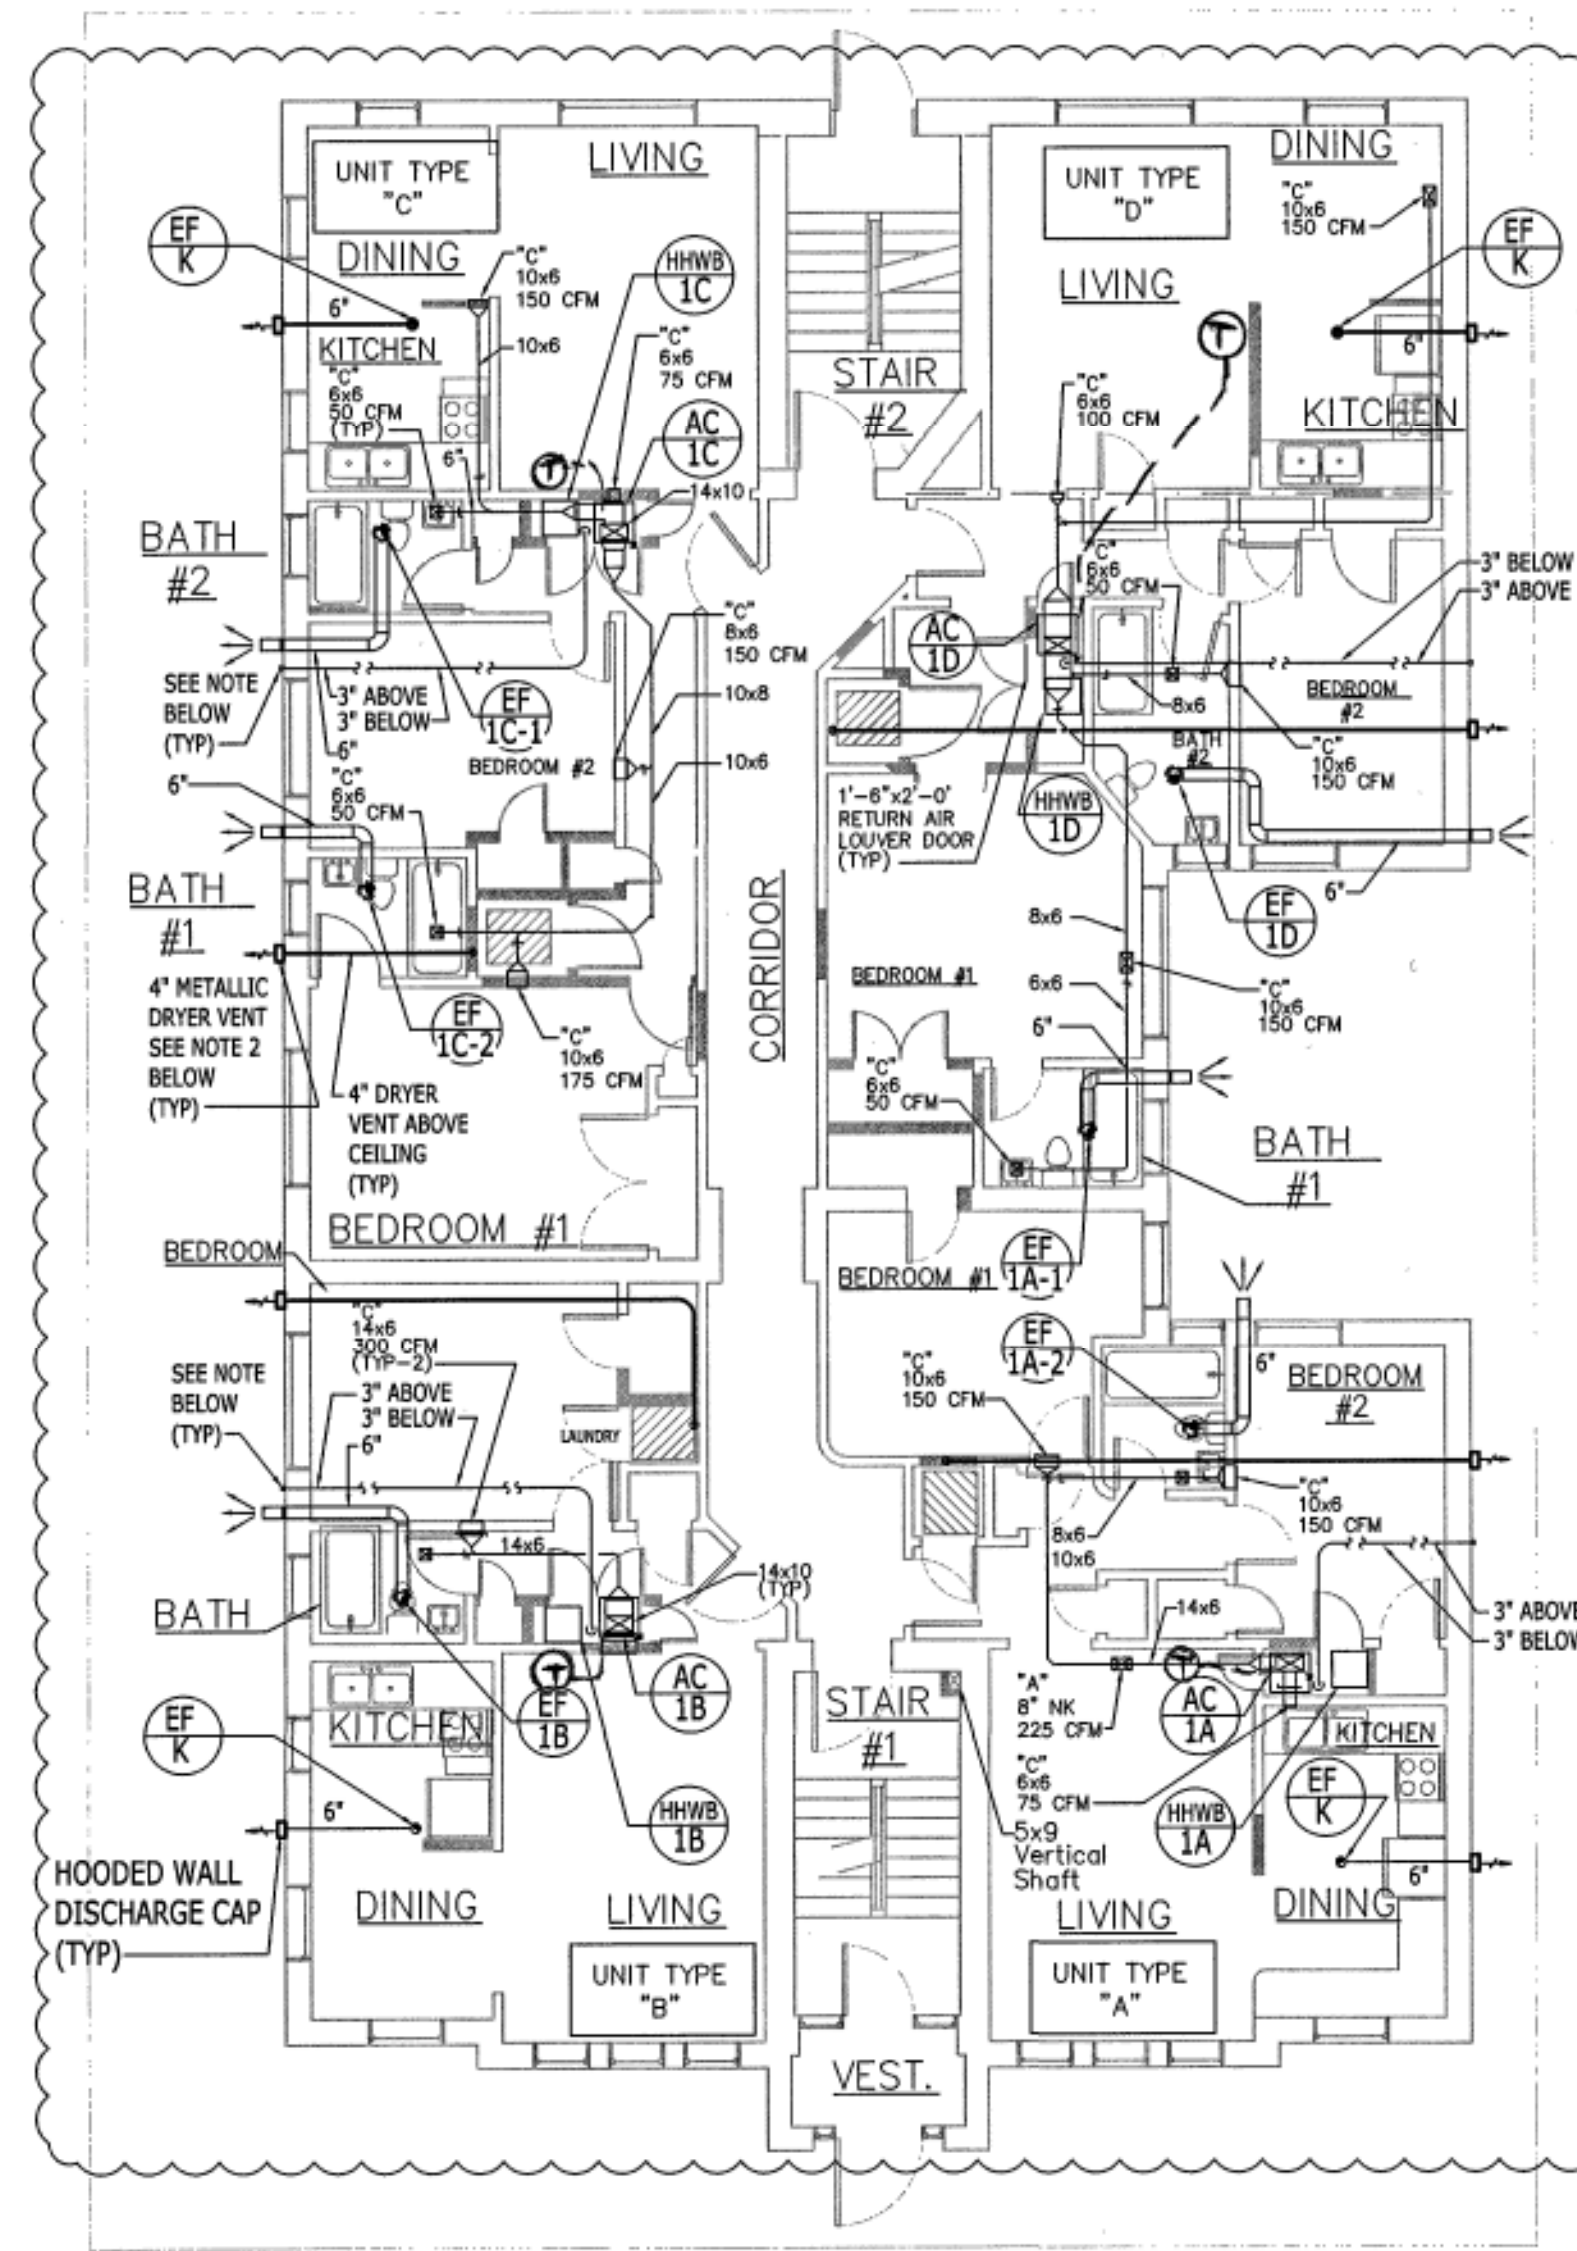 UNIT TYPE
"C"
LIVING
DINING
EF
K
6"
KITCHEN
"C"
10x6
150 CFM
10x6
HHWB
1C
"C"
6x6
75 CFM
"C"
6x6
50 CFM
(TYP)
6"
AC
1C
14x10
T
BATH
#2
SEE NOTE
BELOW
(TYP)
3" ABOVE
3" BELOW
6"
EF
1C-1
BEDROOM #2
"C"
8x6
150 CFM
10x8
10x6
6"
"C"
6x6
50 CFM
BATH
#1
4" METALLIC
DRYER VENT
SEE NOTE 2
BELOW
(TYP)
EF
1C-2
"C"
10x6
175 CFM
4" DRYER
VENT ABOVE
CEILING
(TYP)
BEDROOM #1
STAIR
#2
CORRIDOR
UNIT TYPE
"D"
DINING
"C"
10x6
150 CFM
EF
K
LIVING
T
6"
KITCHEN
"C"
6x6
100 CFM
"C"
6x6
50 CFM
3" BELOW
3" ABOVE
AC
1D
BEDROOM
#2
8x6
BATH
#2
"C"
10x6
150 CFM
1'-6"x2'-0'
RETURN AIR
LOUVER DOOR
(TYP)
HHWB
1D
6"
EF
1D
8x6
BEDROOM #1
6x6
"C"
10x6
150 CFM
6"
"C"
6x6
50 CFM
BATH
#1
BEDROOM
"C"
14x6
300 CFM
(TYP-2)
SEE NOTE
BELOW
(TYP)
3" ABOVE
3" BELOW
6"
LAUNDRY
14x6
14x10
(TYP)
BATH
T
EF
1B
AC
1B
KITCHEN
EF
K
6"
HHWB
1B
HOODED WALL
DISCHARGE CAP
(TYP)
DINING
LIVING
UNIT TYPE
"B"
EF
1A-1
BEDROOM #1
EF
1A-2
6"
BEDROOM
#2
"C"
10x6
150 CFM
"C"
10x6
150 CFM
8x6
10x6
14x6
3" ABOVE
3" BELOW
STAIR
#1
"A"
8" NK
225 CFM
T
AC
1A
KITCHEN
"C"
6x6
75 CFM
HHWB
1A
EF
K
6"
5x9
Vertical
Shaft
LIVING
DINING
UNIT TYPE
"A"
VEST.